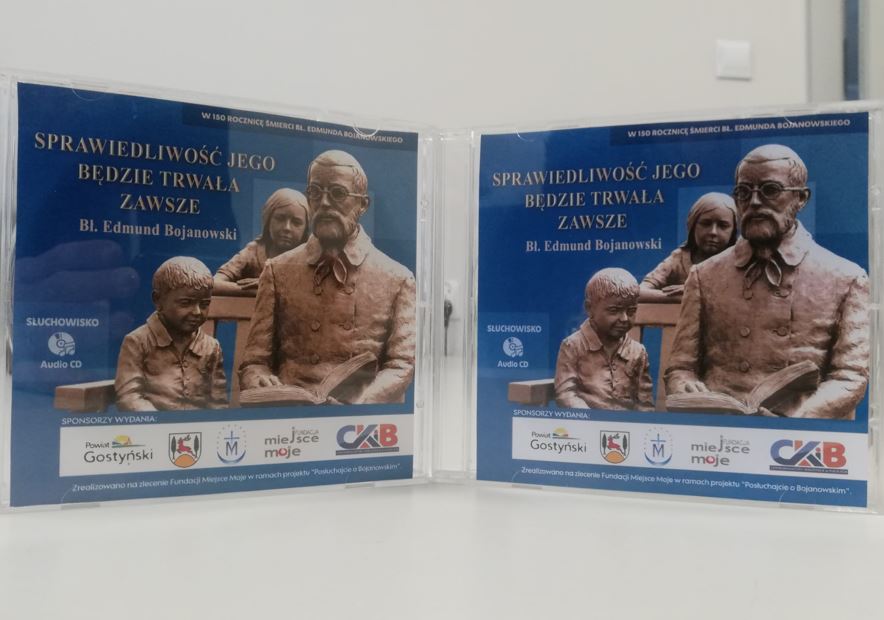 W 150 ROCZNICĘ ŚMIERCI BŁ. EDMUNDA BOJANOWSKIEGO
SPRAWIEDLIWOŚĆ JEGO
BĘDZIE TRWAŁA
ZAWSZE
Bł. Edmund Bojanowski
SŁUCHOWISKO
Audio CD
SPONSORZY WYDANIA:
Powiat
Gostyński
M
FUNDACJA
miejsce
moje
CKiB
Zrealizowano na zlecenie Fundacji Miejsce Moje w ramach projektu "Posłuchajcie o Bojanowskim".
W 150 ROCZNICĘ ŚMIERCI BŁ. EDMUNDA BOJANOWSKIEGO
SPRAWIEDLIWOŚĆ JEGO
BĘDZIE TRWAŁA
ZAWSZE
Bł. Edmund Bojanowski
SŁUCHOWISKO
Audio CD
SPONSORZY WYDANIA:
Powiat
Gostyński
M
FUNDACJA
miejsce
moje
CKiB
Zrealizowano na zlecenie Fundacji Miejsce Moje w ramach projektu "Posłuchajcie o Bojanowskim".